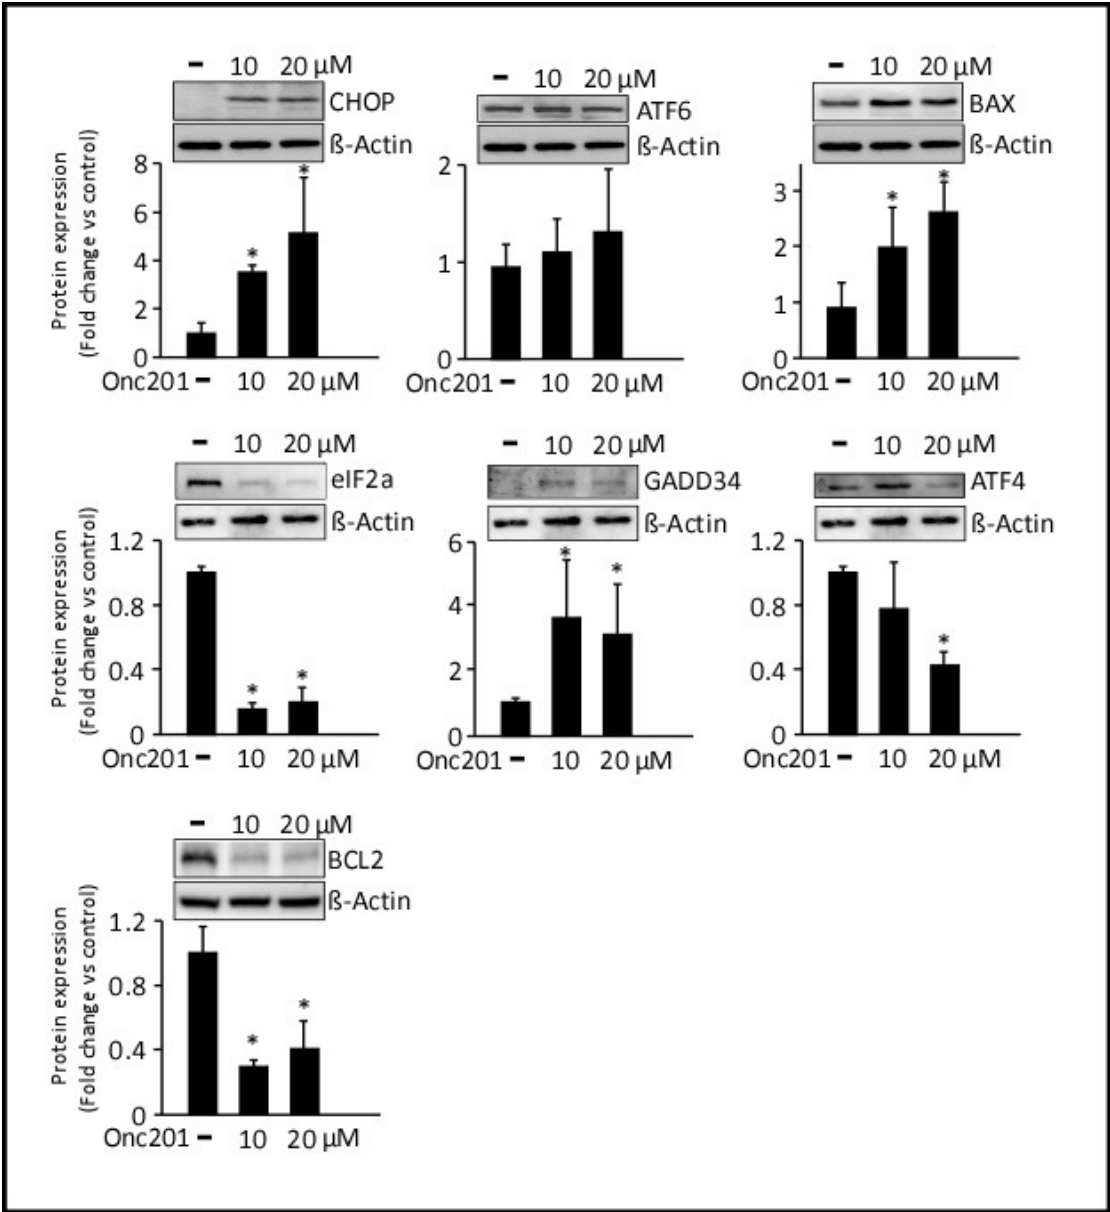 - 10 20 µM
CHOP
ß-Actin
Protein expression
(Fold change vs control)
8
6
4
2
0
*
*
Onc201 - 10 20 µM
- 10 20 µM
ATF6
ß-Actin
2
1
0
Onc201 - 10 20 µM
- 10 20 µM
BAX
ß-Actin
3
2
1
0
*
*
Onc201 - 10 20 µM
- 10 20 µM
eIF2a
ß-Actin
Protein expression
(Fold change vs control)
1.2
0.8
0.4
0
*
*
Onc201 - 10 20 µM
- 10 20 µM
GADD34
ß-Actin
6
4
2
0
*
*
Onc201 - 10 20 µM
- 10 20 µM
ATF4
ß-Actin
1.2
0.8
0.4
0
*
Onc201 - 10 20 µM
- 10 20 µM
BCL2
ß-Actin
Protein expression
(Fold change vs control)
1.2
0.8
0.4
0
*
*
Onc201 - 10 20 µM